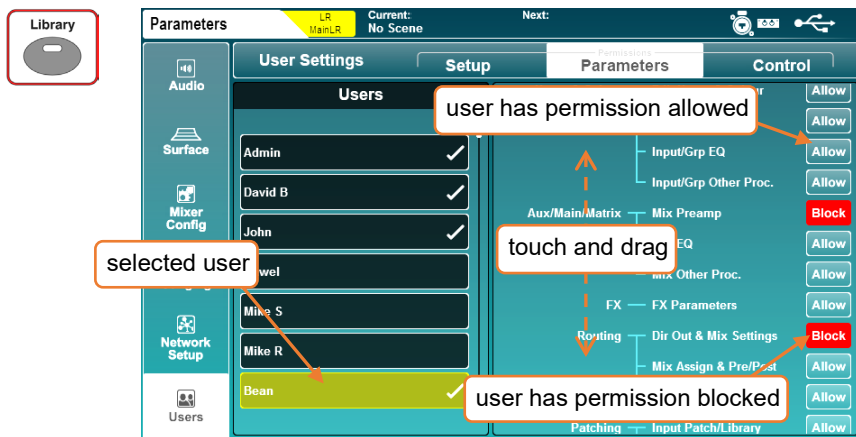 Library
Parameters
LR
MainLR
Current:
No Scene
Next:
User Settings
Setup
Permissions
Parameters
Control
Audio
Surface
Mixer
Config
Network
Setup
Users
Users
Admin
David B
John
Mike S
Mike R
Bean
Allow
Allow
Input/Grp EQ
Allow
Input/Grp Other Proc.
Allow
Aux/Main/Matrix
Mix Preamp
Block
EQ
Allow
Mix Other Proc.
Allow
FX
FX Parameters
Allow
Routing
Dir Out & Mix Settings
Block
Mix Assign & Pre/Post
Allow
Allow
Patching
Input Patch/Library
Allow
user has permission allowed
touch and drag
selected user
user has permission blocked